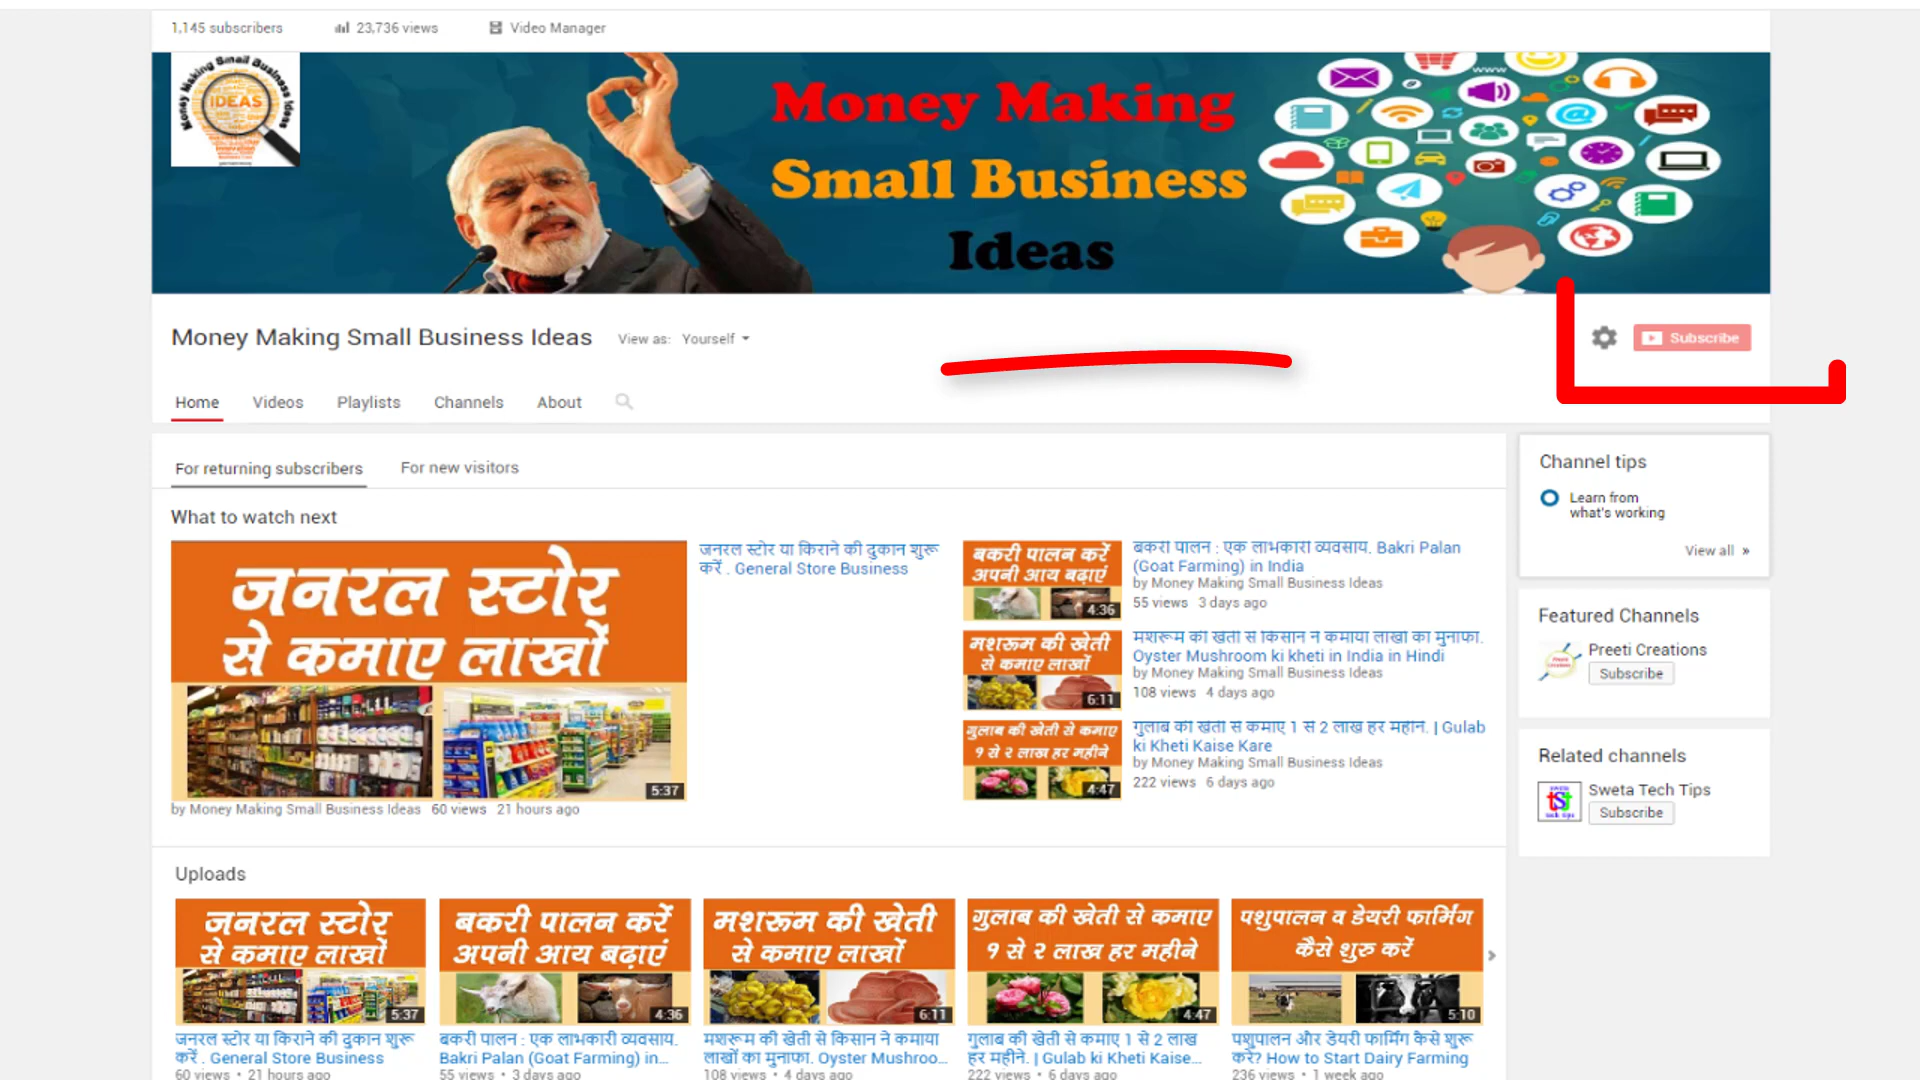 1,145 subscribers 23,736 views Video Manager
Money Making Small Business Ideas
IDEAS
Money Making
Small Business
Ideas
www
Money Making Small Business Ideas View as: Yourself
Subscribe
Home Videos Playlists Channels About
For returning subscribers For new visitors
What to watch next
जनरल स्टोर
से कमाए लाखों
5:37
by Money Making Small Business Ideas 60 views 21 hours ago
जनरल स्टोर या किराने की दुकान शुरू
करें . General Store Business
बकरी पालन करें
अपनी आय बढ़ाएं
4:36
बकरी पालन : एक लाभकारी व्यवसाय. Bakri Palan
(Goat Farming) in India
by Money Making Small Business Ideas
55 views 3 days ago
मशरूम की खेती
से कमाए लाखों
6:11
मशरूम की खेती से किसान ने कमाया लाखों का मुनाफा.
Oyster Mushroom ki kheti in India in Hindi
by Money Making Small Business Ideas
108 views 4 days ago
गुलाब की खेती से कमाए
१ से २ लाख हर महीने
4:47
गुलाब की खेती से कमाए 1 से 2 लाख हर महीने. | Gulab
ki Kheti Kaise Kare
by Money Making Small Business Ideas
222 views 6 days ago
Channel tips
Learn from
what's working
View all »
Featured Channels
Preeti Creations
Subscribe
Related channels
Sweta Tech Tips
Subscribe
Uploads
जनरल स्टोर
से कमाए लाखों
5:37
जनरल स्टोर या किराने की दुकान शुरू
करें . General Store Business
60 views • 21 hours ago
बकरी पालन करें
अपनी आय बढ़ाएं
4:36
बकरी पालन : एक लाभकारी व्यवसाय.
Bakri Palan (Goat Farming) in...
55 views • 3 days ago
मशरूम की खेती
से कमाए लाखों
6:11
मशरूम की खेती से किसान ने कमाया
लाखों का मुनाफा. Oyster Mushroo...
108 views • 4 days ago
गुलाब की खेती से कमाए
१ से २ लाख हर महीने
4:47
गुलाब की खेती से कमाए 1 से 2 लाख
हर महीने. | Gulab ki Kheti Kaise...
222 views • 6 days ago
पशुपालन व डेयरी फार्मिंग
कैसे शुरु करें
5:10
पशुपालन और डेयरी फार्मिंग कैसे शुरू
करें? How to Start Dairy Farming
236 views • 1 week ago